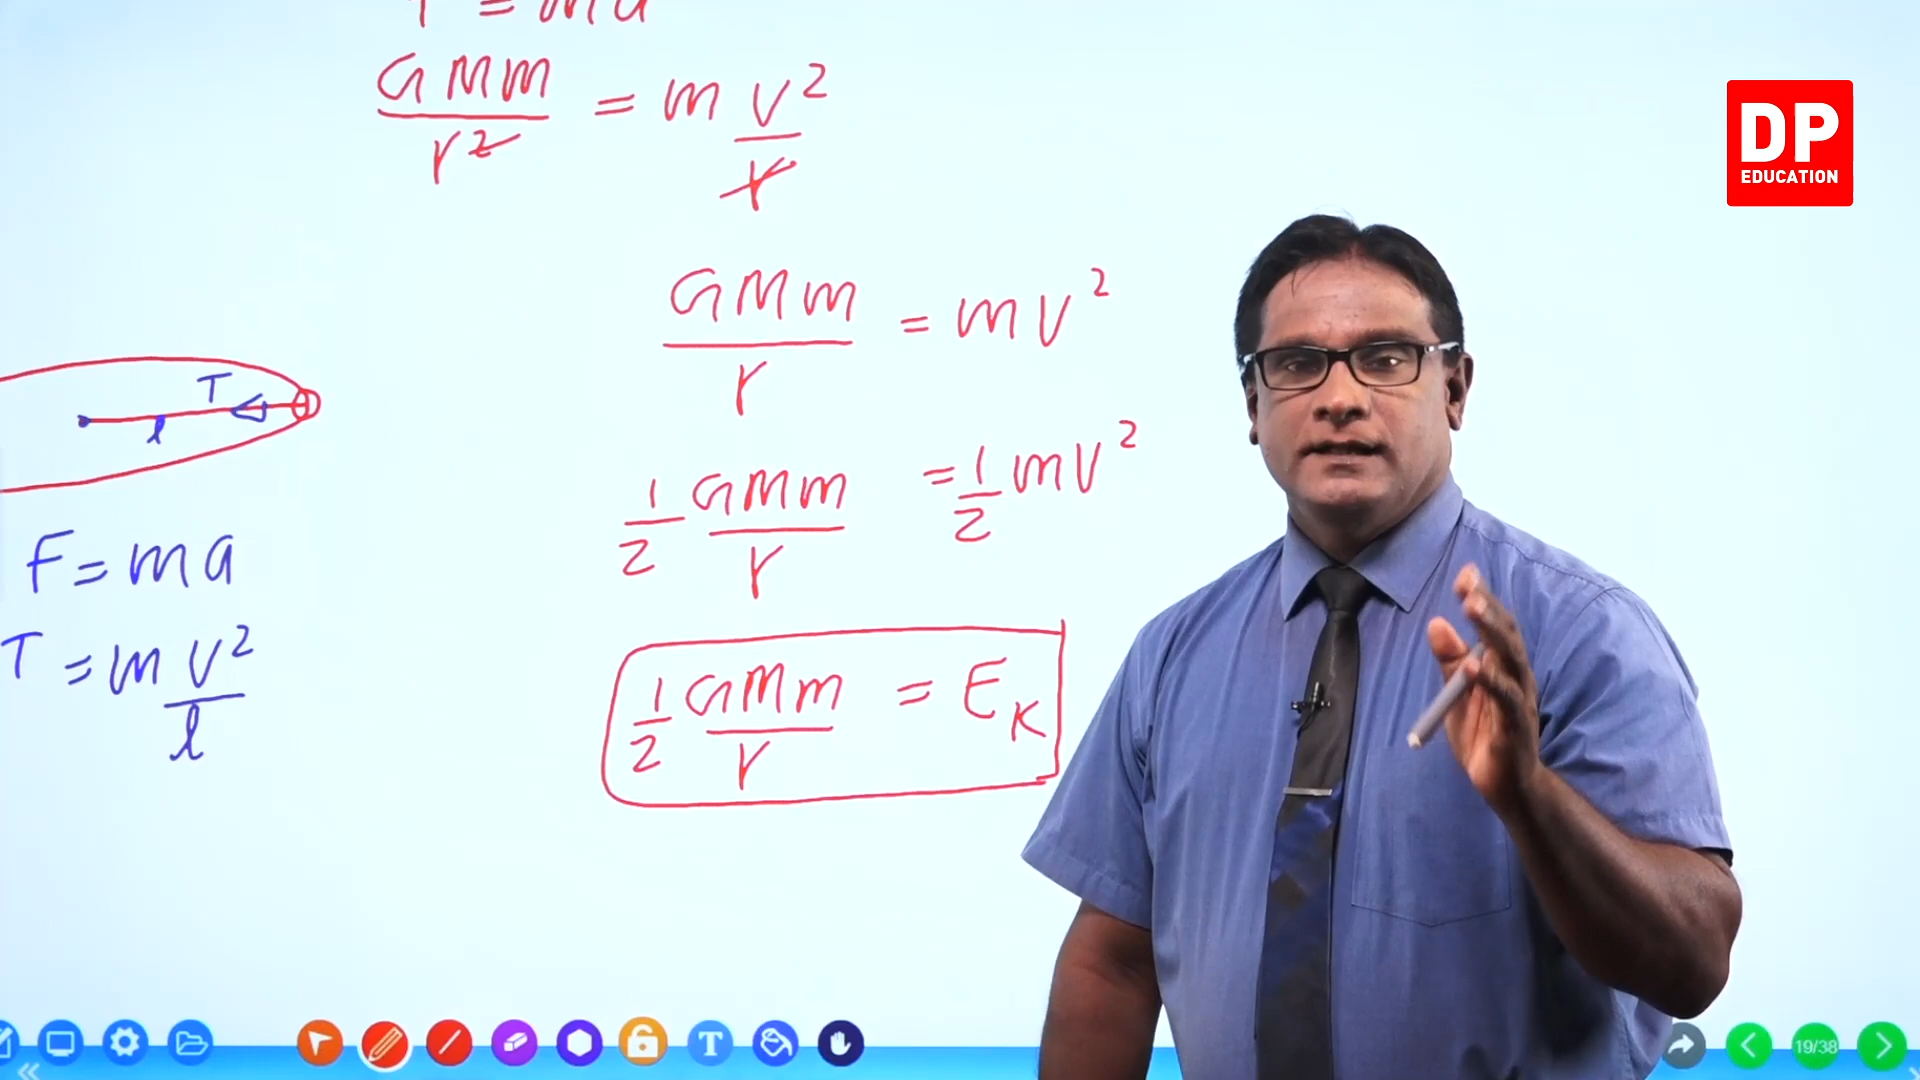 F = ma
GMm/r² = m v²/r
GMm/r = mv²
1/2 GMm/r = 1/2 mv²
1/2 GMm/r = E_K
T
l
F = ma
T = m v²/l
DP
EDUCATION
T
19/38